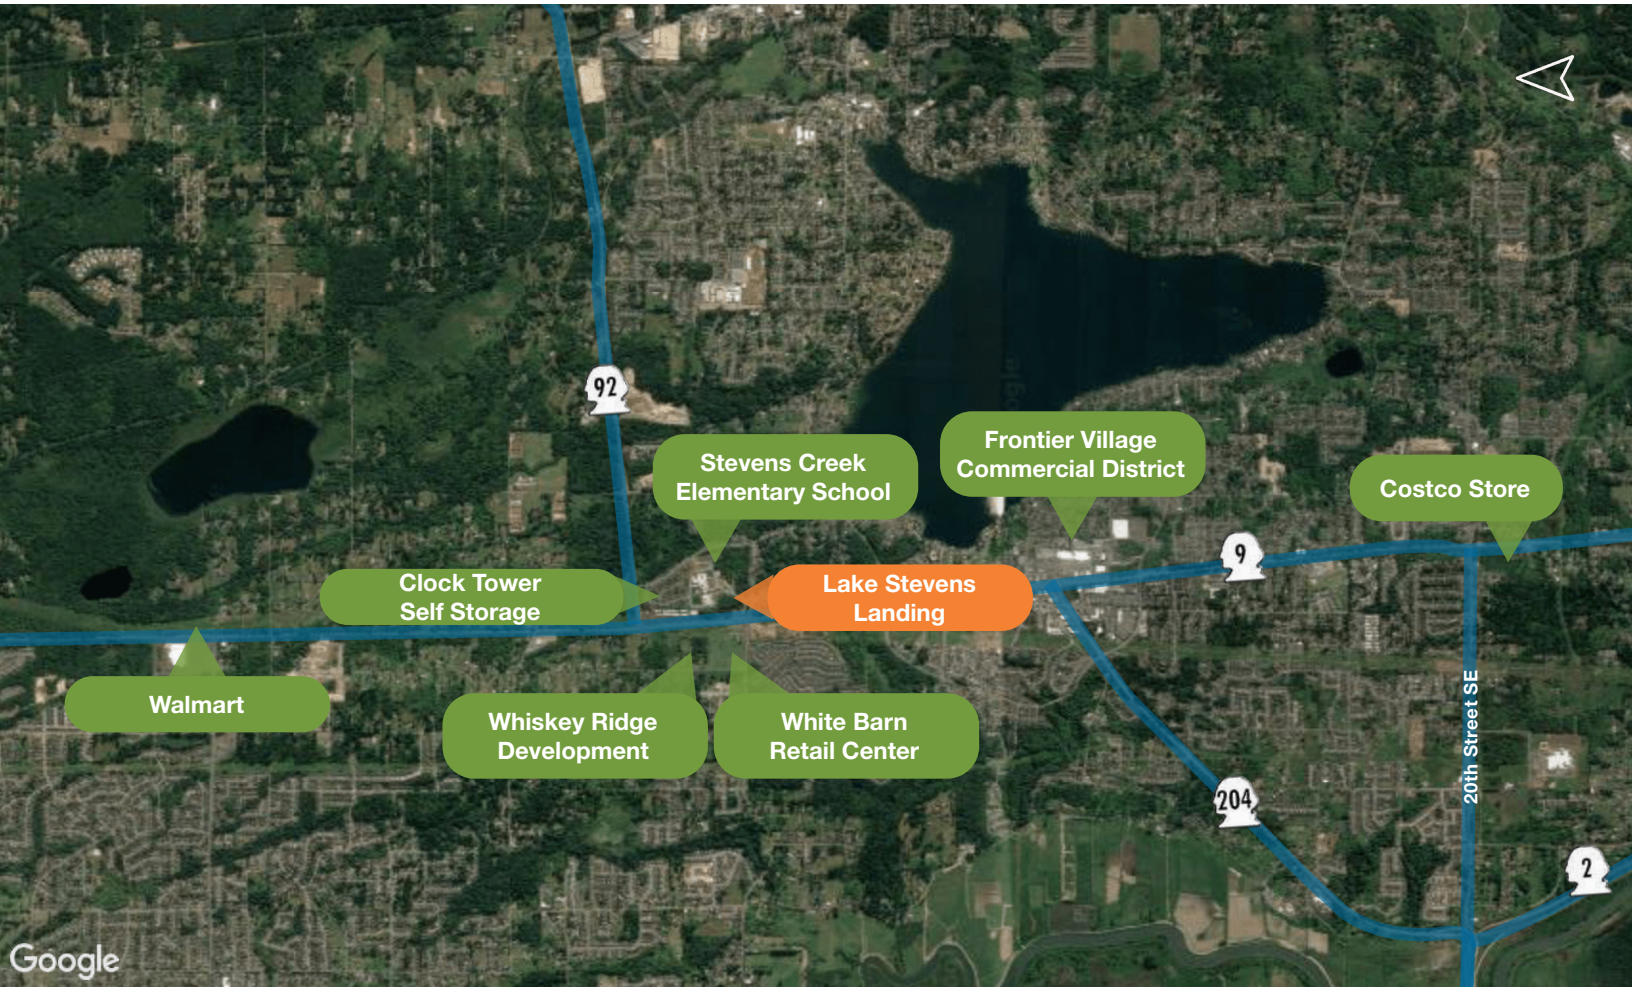 92
Stevens Creek
Elementary School
Frontier Village
Commercial District
Costco Store
9
Clock Tower
Self Storage
Lake Stevens
Landing
Walmart
Whiskey Ridge
Development
White Barn
Retail Center
20th Street SE
204
2
Google